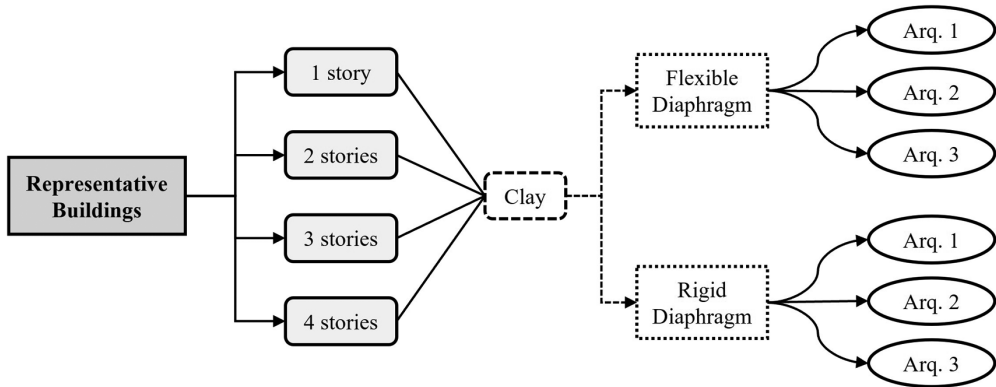 Representative
Buildings
1 story
2 stories
3 stories
4 stories
Clay
Flexible
Diaphragm
Rigid
Diaphragm
Arq. 1
Arq. 2
Arq. 3
Arq. 1
Arq. 2
Arq. 3